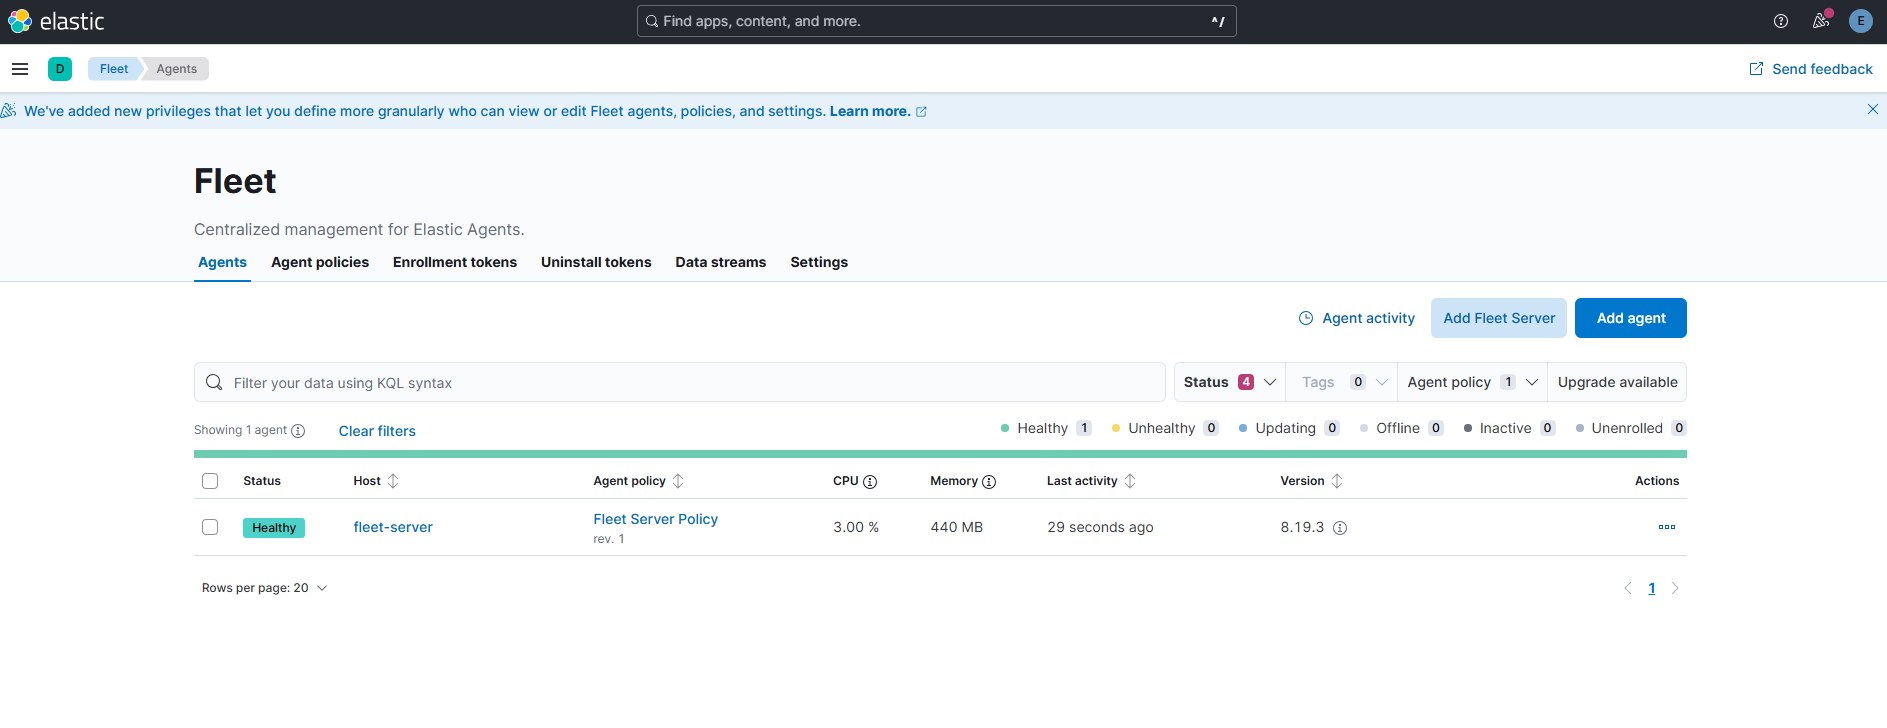 elastic
Find apps, content, and more.
^/
E
D
Fleet
Agents
Send feedback
We've added new privileges that let you define more granularly who can view or edit Fleet agents, policies, and settings. Learn more.
Fleet
Centralized management for Elastic Agents.
Agents
Agent policies
Enrollment tokens
Uninstall tokens
Data streams
Settings
Agent activity
Add Fleet Server
Add agent
Filter your data using KQL syntax
Status 4
Tags 0
Agent policy 1
Upgrade available
Showing 1 agent
Clear filters
Healthy 1
Unhealthy 0
Updating 0
Offline 0
Inactive 0
Unenrolled 0
Status
Host
Agent policy
CPU
Memory
Last activity
Version
Actions
Healthy
fleet-server
Fleet Server Policy
rev. 1
3.00 %
440 MB
29 seconds ago
8.19.3
Rows per page: 20
1